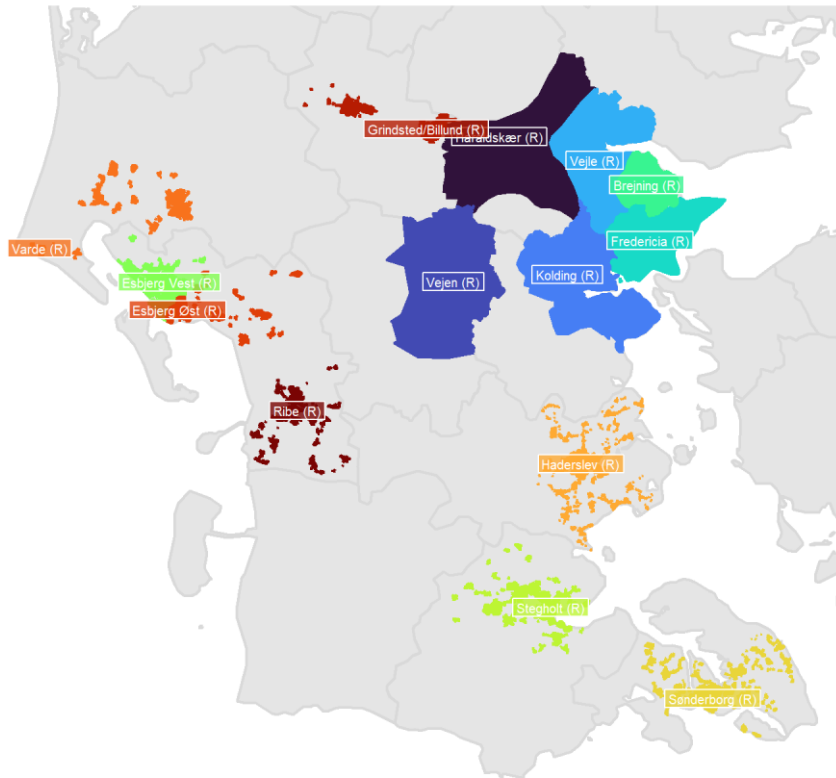 Grindsted/Billund (R)
Haraldskær (R)
Vejle (R)
Brejning (R)
Fredericia (R)
Varde (R)
Esbjerg Vest (R)
Vejen (R)
Kolding (R)
Esbjerg Øst (R)
Ribe (R)
Haderslev (R)
Stegholt (R)
Sønderborg (R)